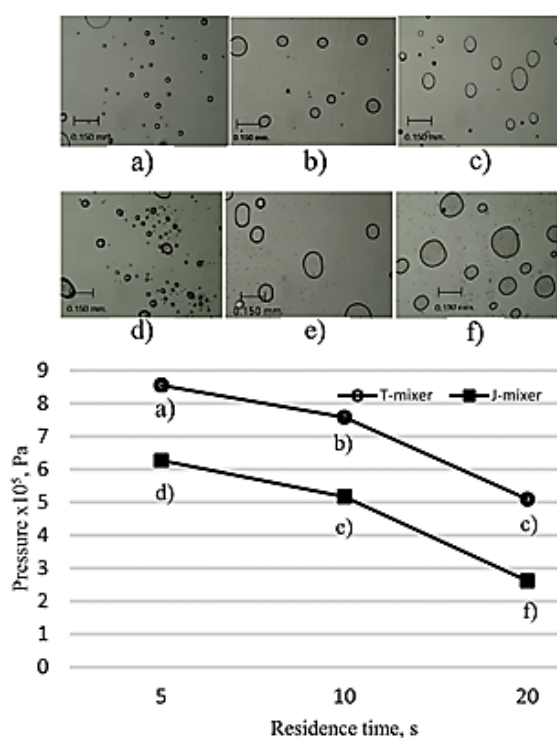 0.150 mm.
0.150 mm.
0.150 mm.
a)
b)
c)
0.150 mm.
0.150 mm
0.150 mm.
d)
e)
f)
9
8
7
6
5
4
3
2
1
0
Pressure x10⁵, Pa
T-mixer
J-mixer
a)
b)
c)
d)
e)
f)
5
10
20
Residence time, s